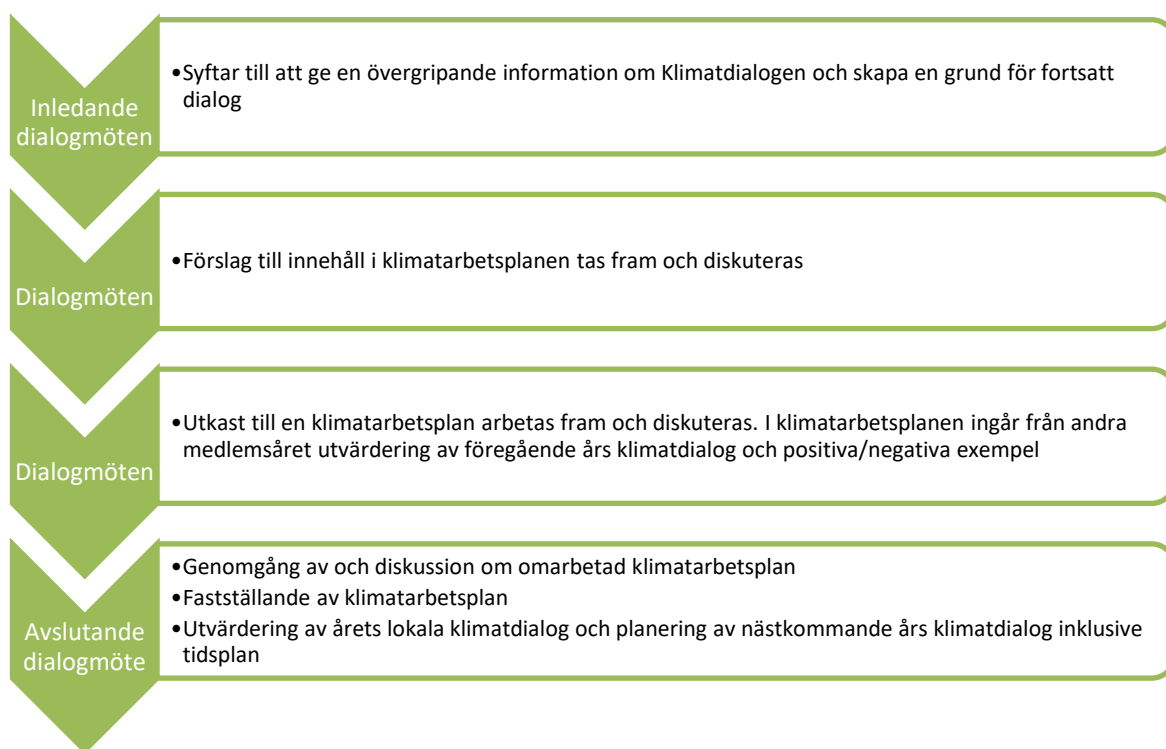 Inledande
dialogmöten
•Syftar till att ge en övergripande information om Klimatdialogen och skapa en grund för fortsatt
dialog
Dialogmöten
•Förslag till innehåll i klimatarbetsplanen tas fram och diskuteras
Dialogmöten
•Utkast till en klimatarbetsplan arbetas fram och diskuteras. I klimatarbetsplanen ingår från andra
medlemsåret utvärdering av föregående års klimatdialog och positiva/negativa exempel
Avslutande
dialogmöte
•Genomgång av och diskussion om omarbetad klimatarbetsplan
•Fastställande av klimatarbetsplan
•Utvärdering av årets lokala klimatdialog och planering av nästkommande års klimatdialog inklusive
tidsplan